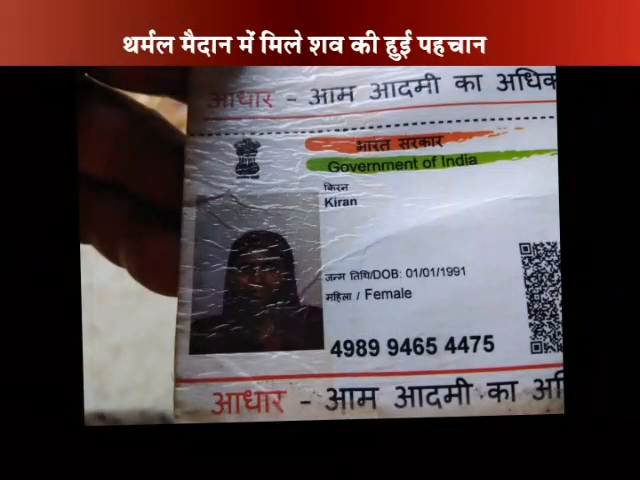 थर्मल मैदान में मिले शव की हुई पहचान
आधार - आम आदमी का
भारत सरकार
Government of India
किरन
Kiran
जन्म तिथि/DOB: 01/01/1991
महिला / Female
4989 9465 4475
आधार - आम आदमी का